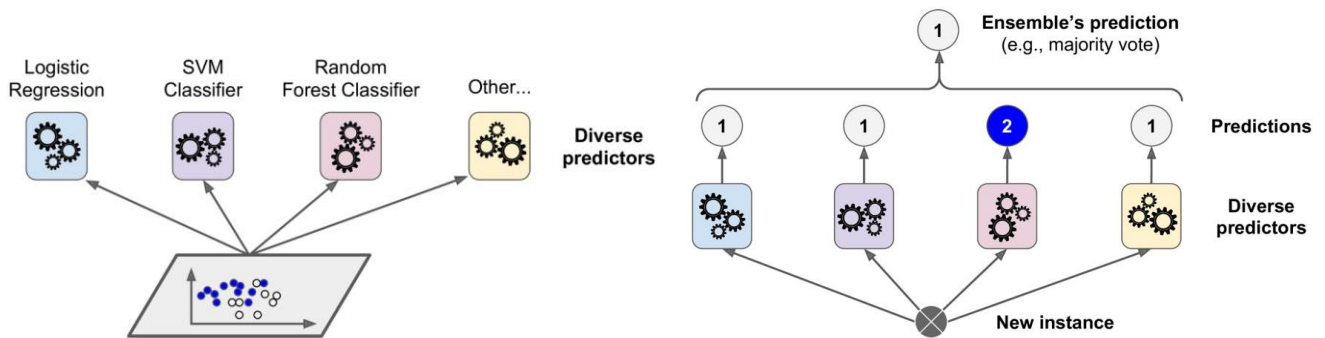 Logistic
Regression
SVM
Classifier
Random
Forest Classifier
Other...
Diverse
predictors
1
Ensemble's prediction
(e.g., majority vote)
1
1
2
1
Predictions
Diverse
predictors
New instance